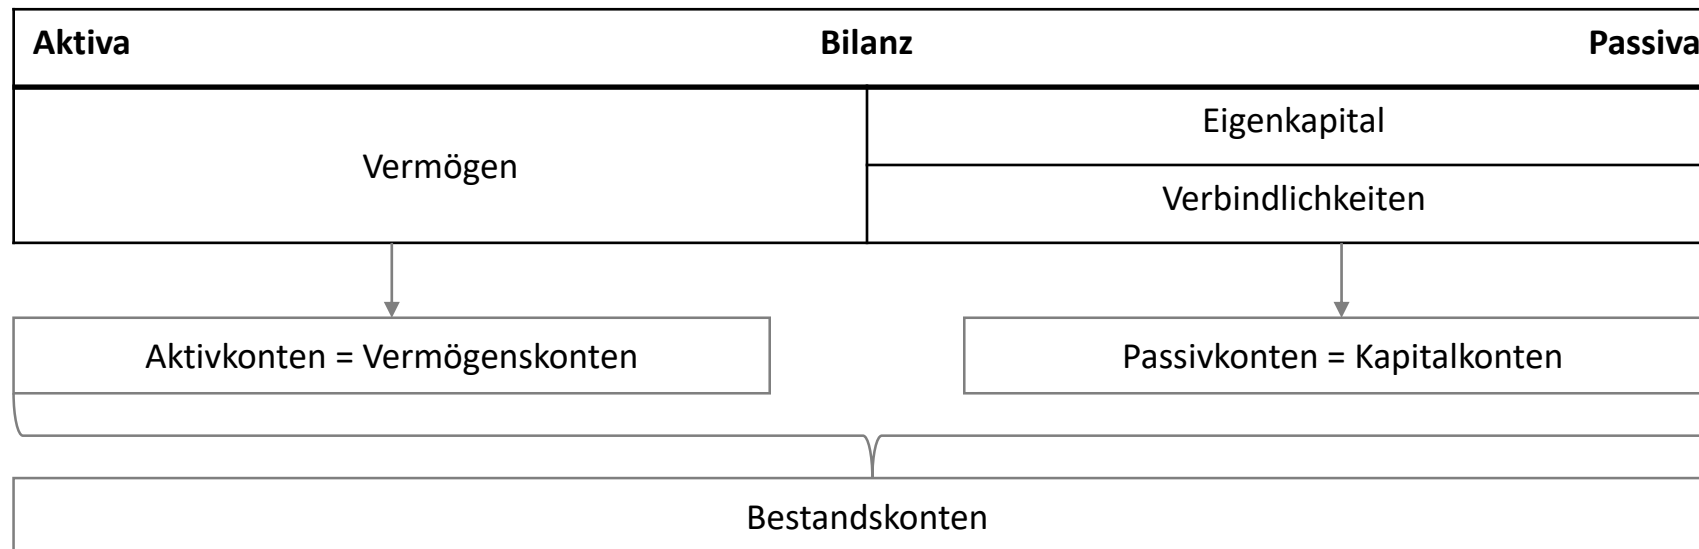 Aktiva Bilanz Passiva
Eigenkapital
Vermögen
Verbindlichkeiten
Aktivkonten = Vermögenskonten
Passivkonten = Kapitalkonten
Bestandskonten